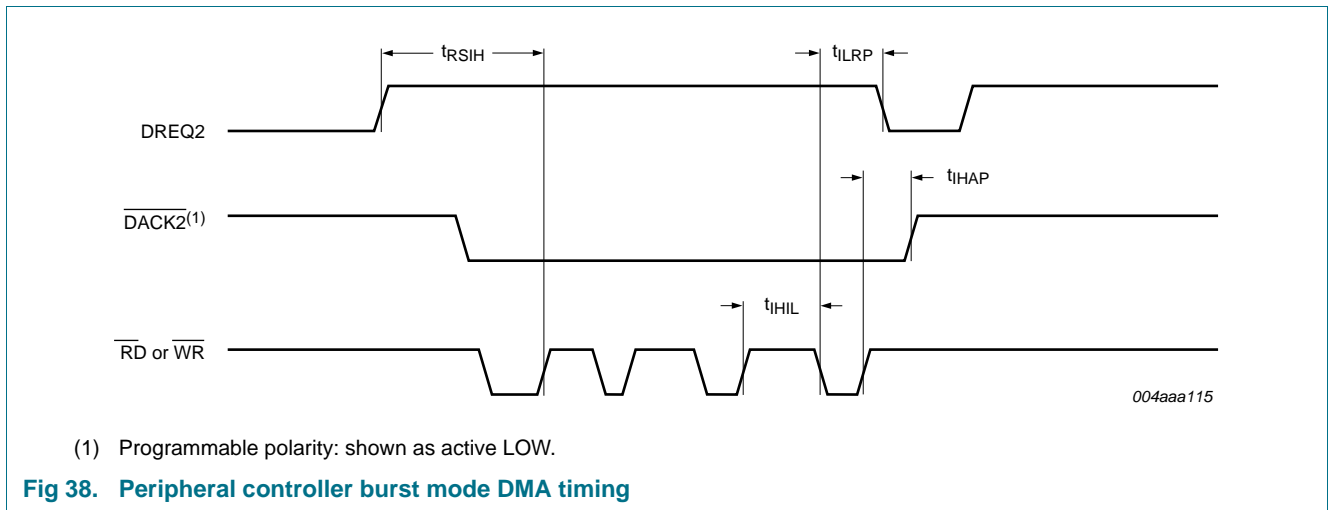 tRSIH
tILRP
DREQ2
tIHAP
DACK2(1)
tIHIL
RD or WR
004aaa115
(1) Programmable polarity: shown as active LOW.
Fig 38. Peripheral controller burst mode DMA timing